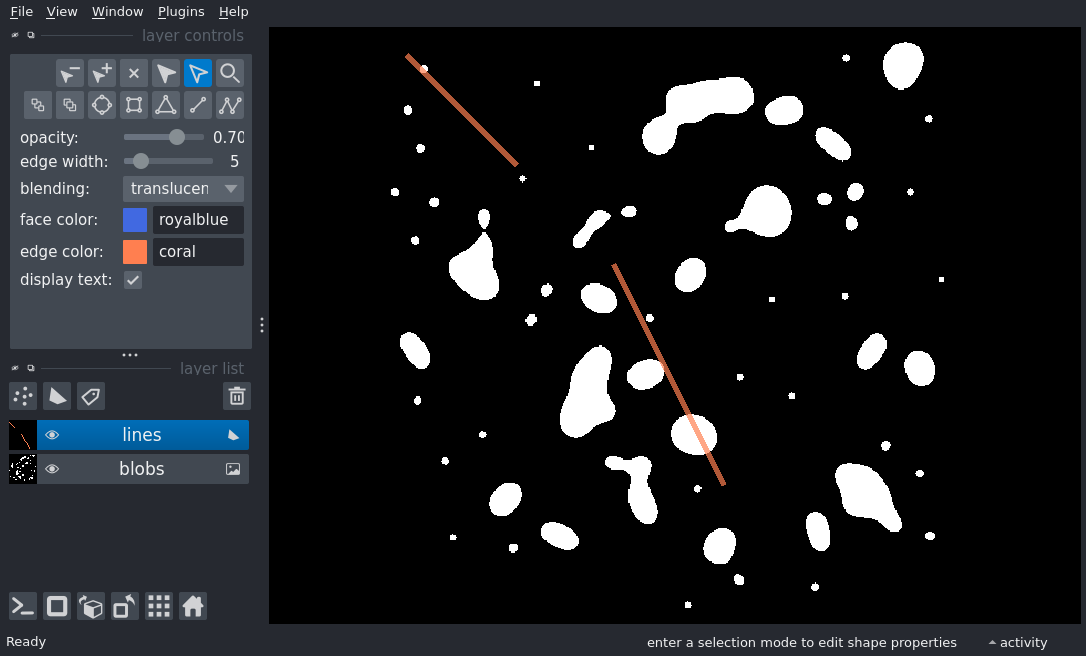 File View Window Plugins Help
layer controls
opacity: 0.70
edge width: 5
blending: translucen
face color: royalblue
edge color: coral
display text:
layer list
lines
blobs
Ready enter a selection mode to edit shape properties activity